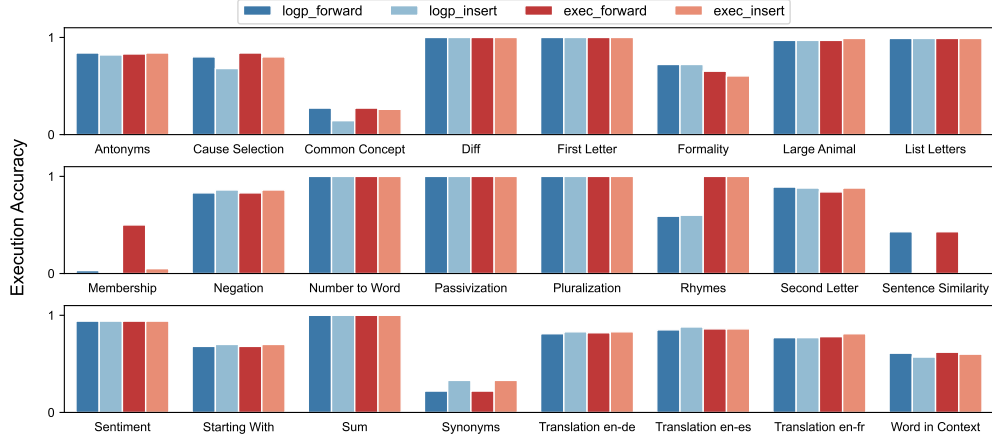 logp_forward logp_insert exec_forward exec_insert
Execution Accuracy
1
0
Antonyms Cause Selection Common Concept Diff First Letter Formality Large Animal List Letters
1
0
Membership Negation Number to Word Passivization Pluralization Rhymes Second Letter Sentence Similarity
1
0
Sentiment Starting With Sum Synonyms Translation en-de Translation en-es Translation en-fr Word in Context